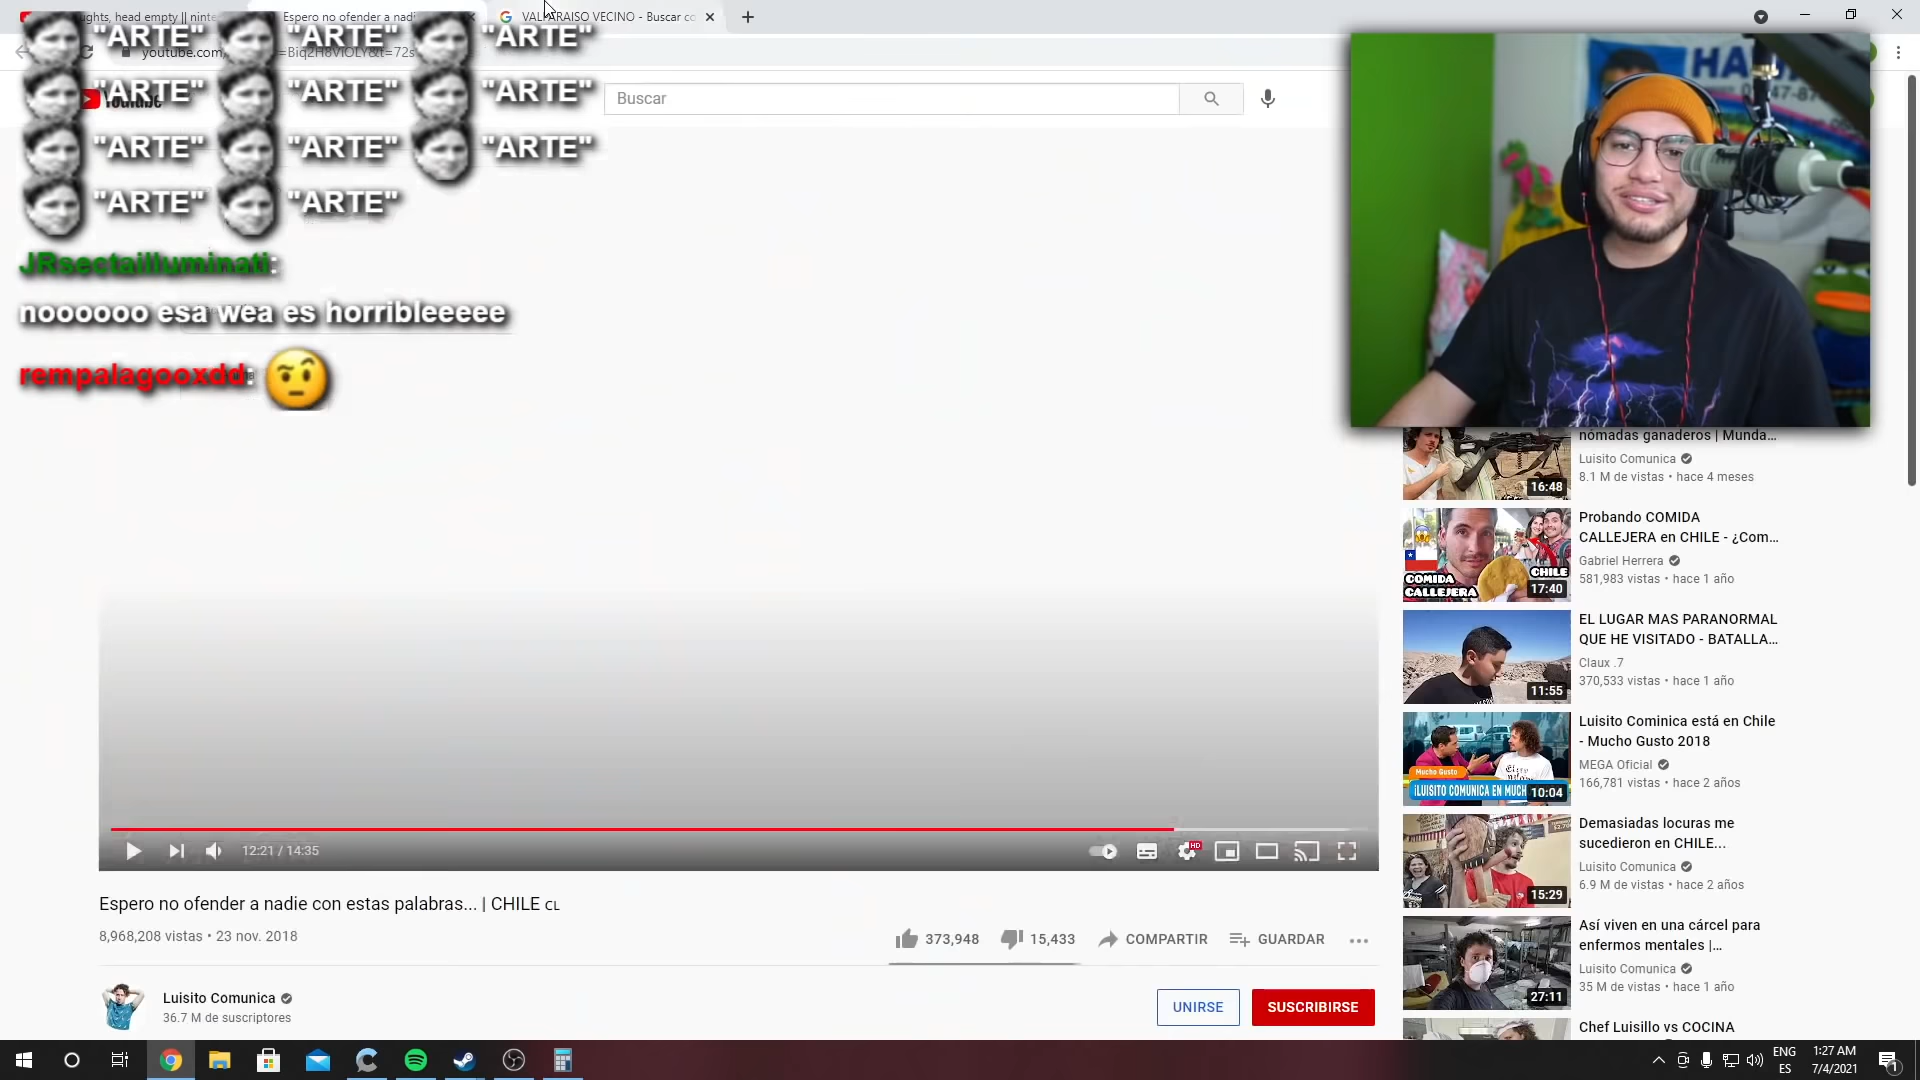 Espero no ofender a nadi
VALPARAISO VECINO - Buscar co
youtube.com
=Biq2H8ViOLY&t=72s
"ARTE" "ARTE" "ARTE"
"ARTE" "ARTE" "ARTE"
"ARTE" "ARTE" "ARTE"
"ARTE" "ARTE"
JRsectailluminati:
noooooo esa wea es horribleeeee
rempalagooxdd:
Buscar
12:21 / 14:35
HD
Espero no ofender a nadie con estas palabras... | CHILE CL
8,968,208 vistas • 23 nov. 2018
373,948
15,433
COMPARTIR
GUARDAR
Luisito Comunica
36.7 M de suscriptores
UNIRSE
SUSCRIBIRSE
nómadas ganaderos | Munda...
Luisito Comunica
8.1 M de vistas • hace 4 meses
16:48
Probando COMIDA
CALLEJERA en CHILE - ¿Com...
Gabriel Herrera
581,983 vistas • hace 1 año
COMIDA
CALLEJERA
CHILE
17:40
EL LUGAR MAS PARANORMAL
QUE HE VISITADO - BATALLA...
Claux .7
370,533 vistas • hace 1 año
11:55
Luisito Cominica está en Chile
- Mucho Gusto 2018
MEGA Oficial
166,781 vistas • hace 2 años
Mucho Gusto
¡LUISITO COMUNICA EN MUCH
10:04
Demasiadas locuras me
sucedieron en CHILE...
Luisito Comunica
6.9 M de vistas • hace 2 años
15:29
Así viven en una cárcel para
enfermos mentales |...
Luisito Comunica
35 M de vistas • hace 1 año
27:11
Chef Luisillo vs COCINA
ENG
ES
1:27 AM
7/4/2021
1